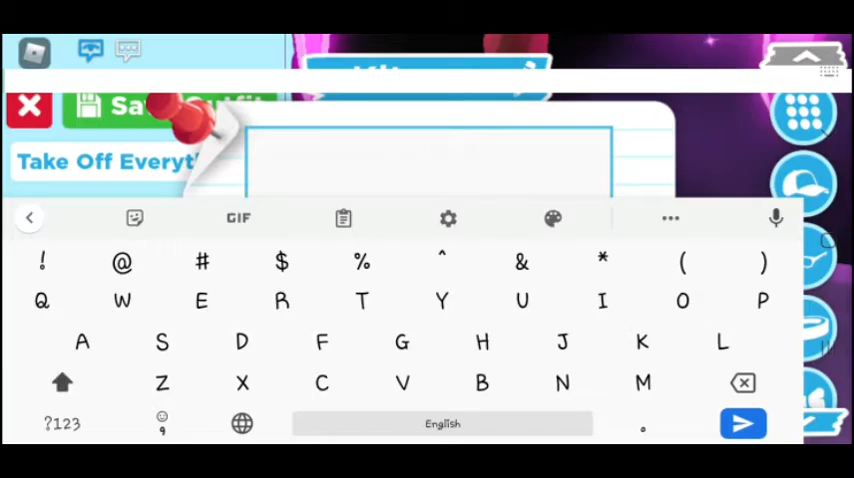 Take Off Everyt
GIF
! @ # $ % ^ & * ( )
Q W E R T Y U I O P
A S D F G H J K L
Z X C V B N M
?123 , English .